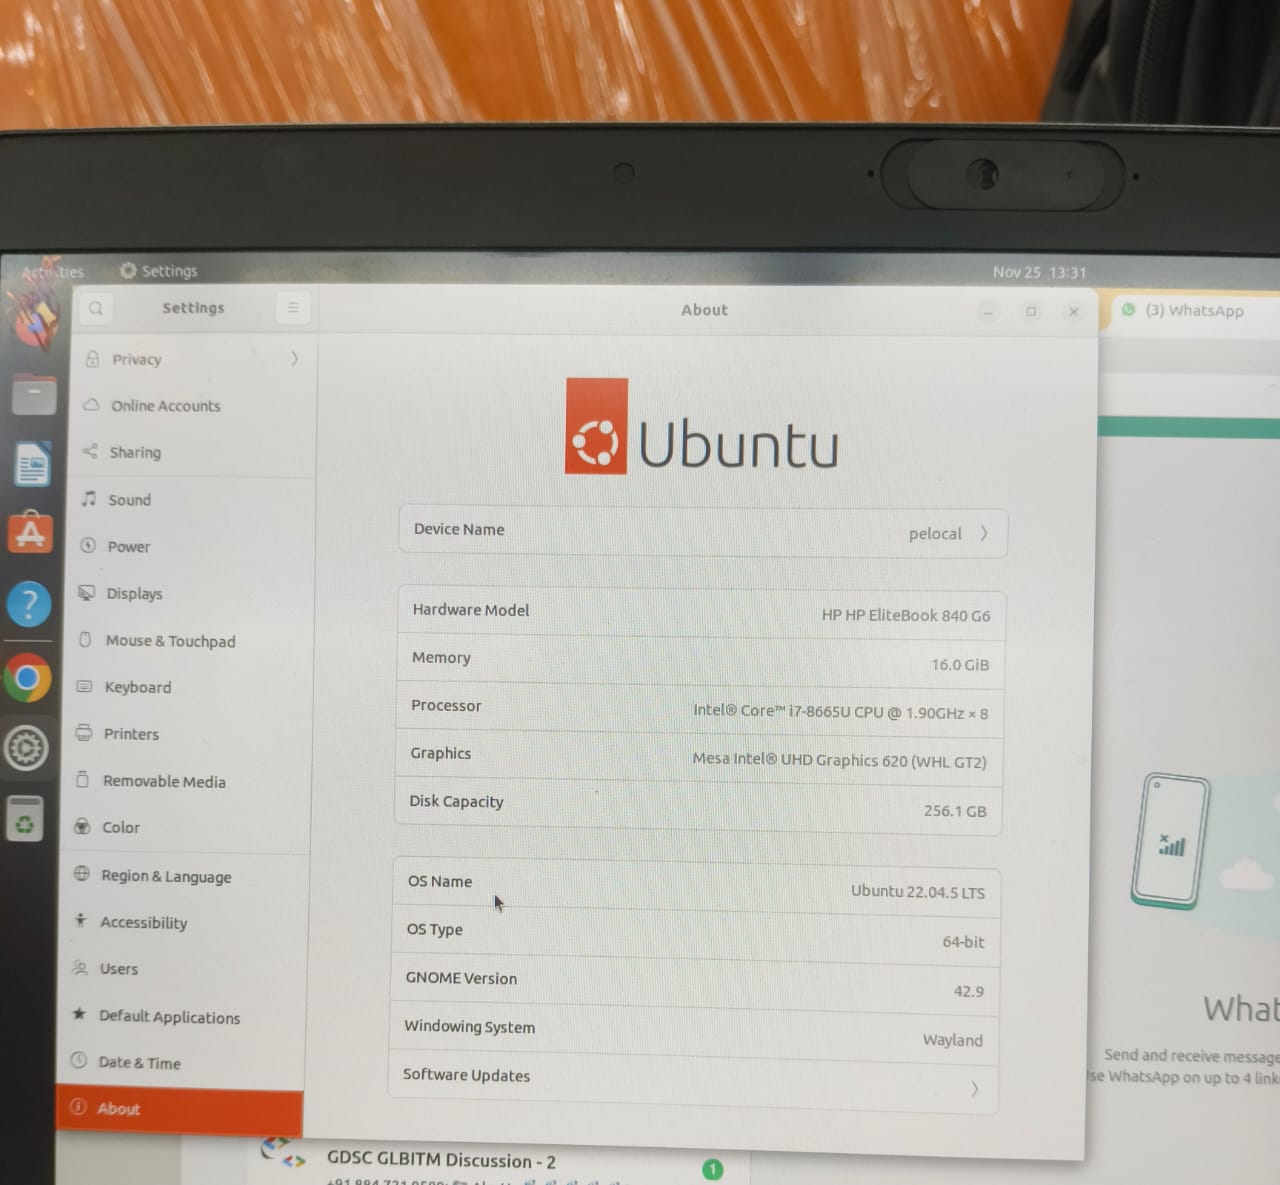 Activities
Settings
Nov 25 13:31
Settings
About
(3) WhatsApp
Privacy
Online Accounts
Sharing
Sound
Power
Displays
Mouse & Touchpad
Keyboard
Printers
Removable Media
Color
Region & Language
Accessibility
Users
Default Applications
Date & Time
About
Ubuntu
Device Name pelocal
Hardware Model HP HP EliteBook 840 G6
Memory 16.0 GiB
Processor Intel® Core™ i7-8665U CPU @ 1.90GHz × 8
Graphics Mesa Intel® UHD Graphics 620 (WHL GT2)
Disk Capacity 256.1 GB
OS Name Ubuntu 22.04.5 LTS
OS Type 64-bit
GNOME Version 42.9
Windowing System Wayland
Software Updates
What
Send and receive message
se WhatsApp on up to 4 link
GDSC GLBITM Discussion - 2
1